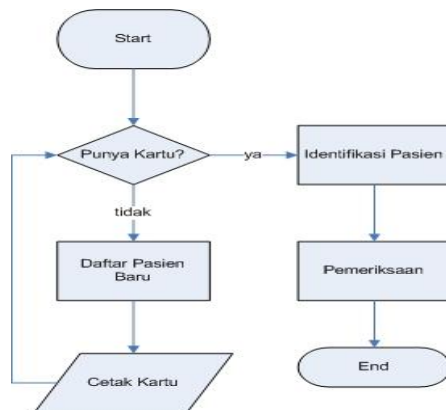 Start
Punya Kartu?
ya
Identifikasi Pasien
tidak
Daftar Pasien
Baru
Pemeriksaan
Cetak Kartu
End